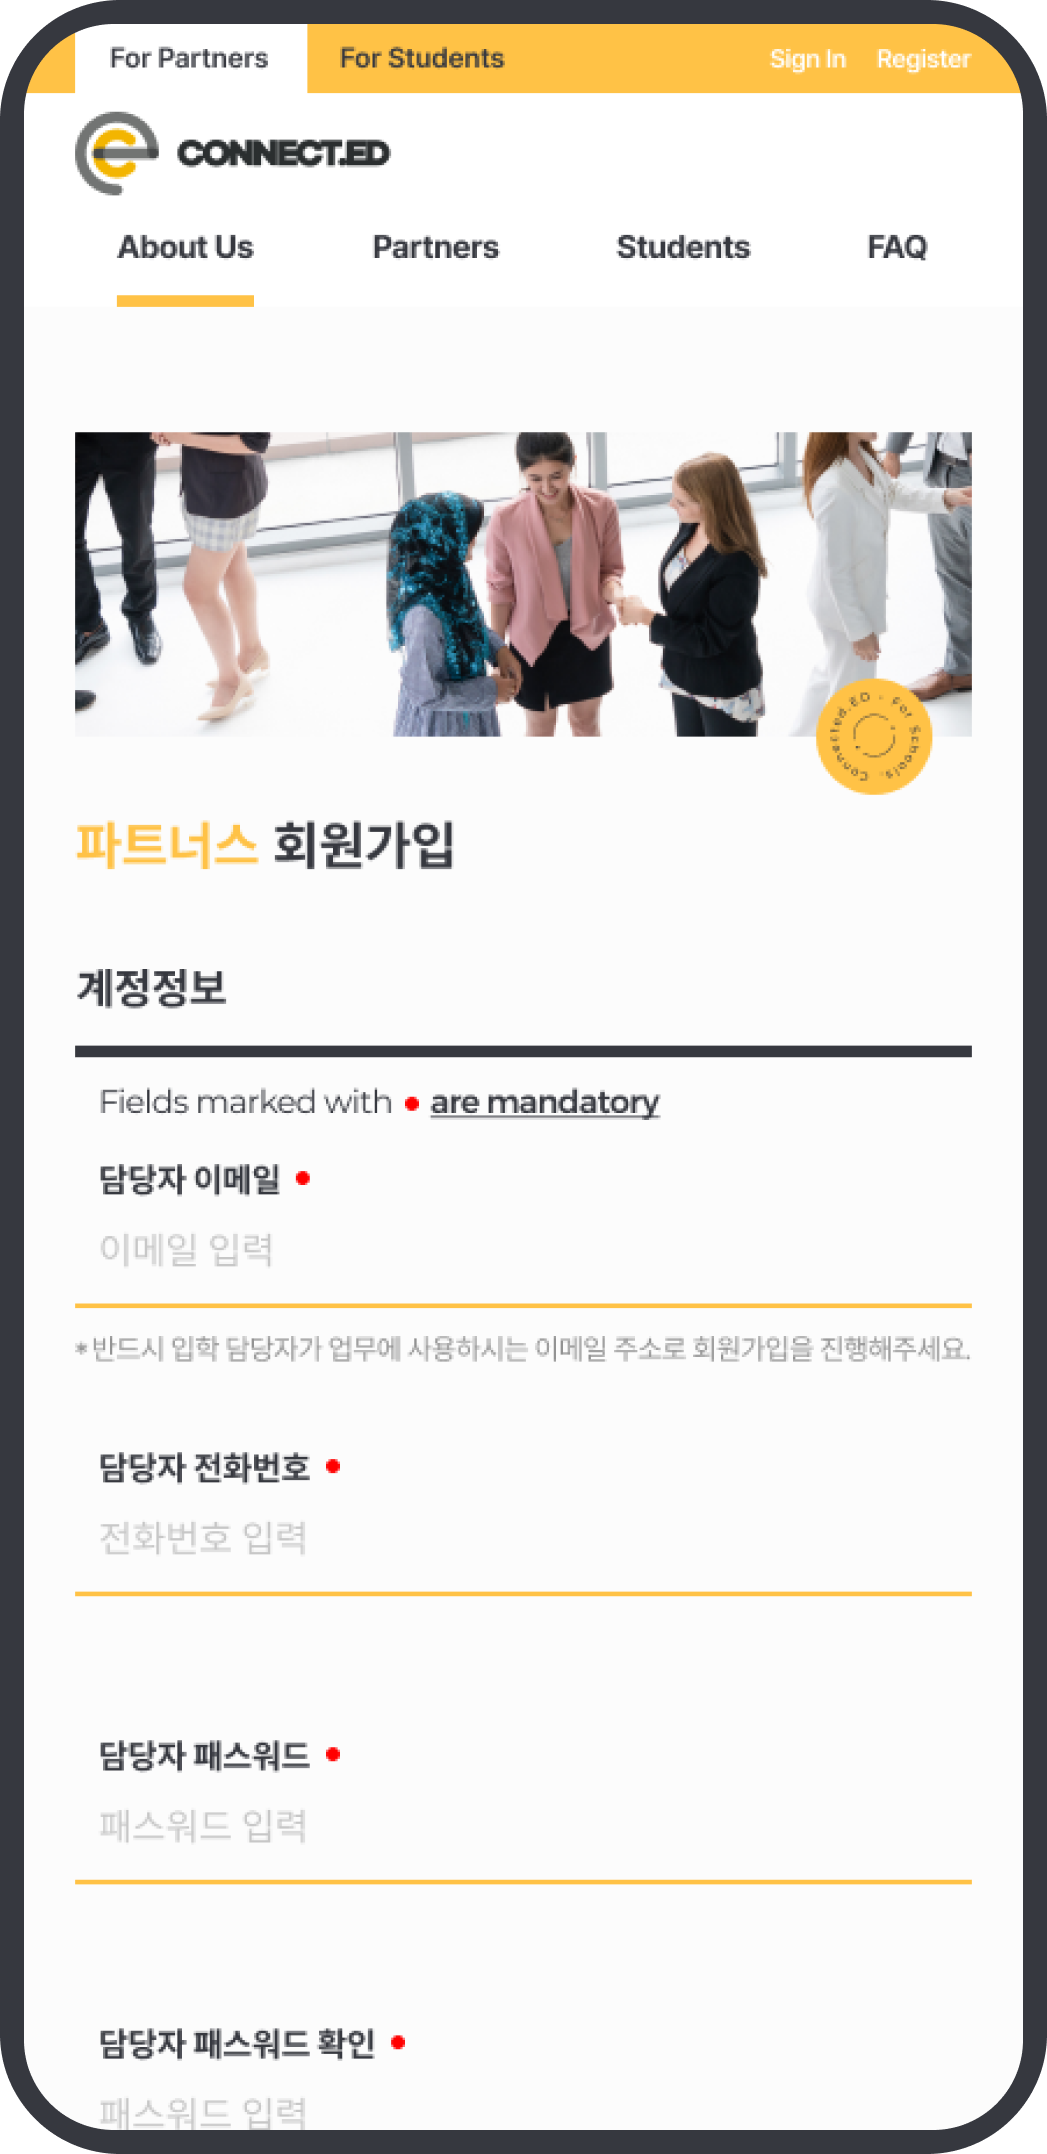 For Partners For Students Sign In Register
CONNECT.ED
About Us Partners Students FAQ
Connected.ED · For Schools.
파트너스 회원가입
계정정보
Fields marked with • are mandatory
담당자 이메일 •
이메일 입력
* 반드시 입학 담당자가 업무에 사용하시는 이메일 주소로 회원가입을 진행해주세요.
담당자 전화번호 •
전화번호 입력
담당자 패스워드 •
패스워드 입력
담당자 패스워드 확인 •
패스워드 입력